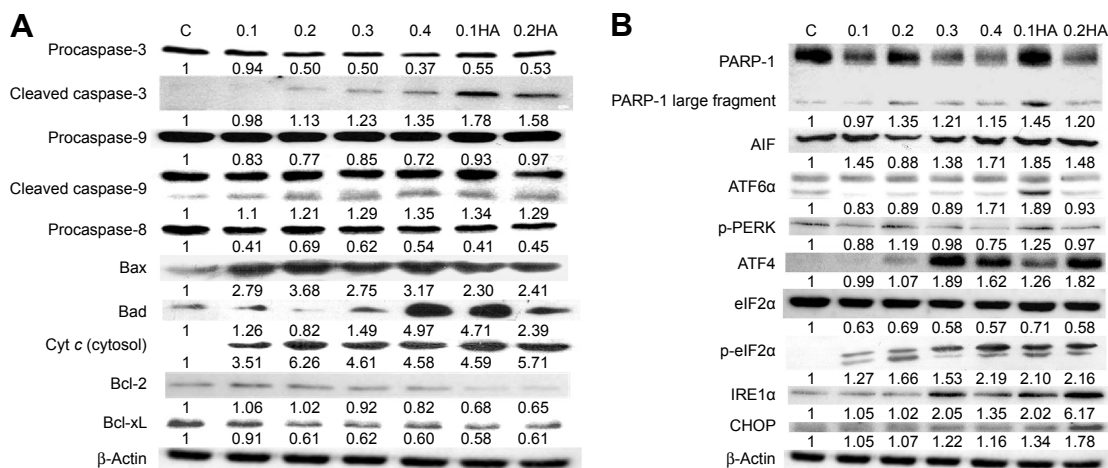 A
C 0.1 0.2 0.3 0.4 0.1HA 0.2HA
Procaspase-3
1 0.94 0.50 0.50 0.37 0.55 0.53
Cleaved caspase-3
1 0.98 1.13 1.23 1.35 1.78 1.58
Procaspase-9
1 0.83 0.77 0.85 0.72 0.93 0.97
Cleaved caspase-9
1 1.1 1.21 1.29 1.35 1.34 1.29
Procaspase-8
1 0.41 0.69 0.62 0.54 0.41 0.45
Bax
1 2.79 3.68 2.75 3.17 2.30 2.41
Bad
1 1.26 0.82 1.49 4.97 4.71 2.39
Cyt c (cytosol)
1 3.51 6.26 4.61 4.58 4.59 5.71
Bcl-2
1 1.06 1.02 0.92 0.82 0.68 0.65
Bcl-xL
1 0.91 0.61 0.62 0.60 0.58 0.61
β-Actin
B
C 0.1 0.2 0.3 0.4 0.1HA 0.2HA
PARP-1
PARP-1 large fragment
1 0.97 1.35 1.21 1.15 1.45 1.20
AIF
1 1.45 0.88 1.38 1.71 1.85 1.48
ATF6α
1 0.83 0.89 0.89 1.71 1.89 0.93
p-PERK
1 0.88 1.19 0.98 0.75 1.25 0.97
ATF4
1 0.99 1.07 1.89 1.62 1.26 1.82
eIF2α
1 0.63 0.69 0.58 0.57 0.71 0.58
p-eIF2α
1 1.27 1.66 1.53 2.19 2.10 2.16
IRE1α
1 1.05 1.02 2.05 1.35 2.02 6.17
CHOP
1 1.05 1.07 1.22 1.16 1.34 1.78
β-Actin